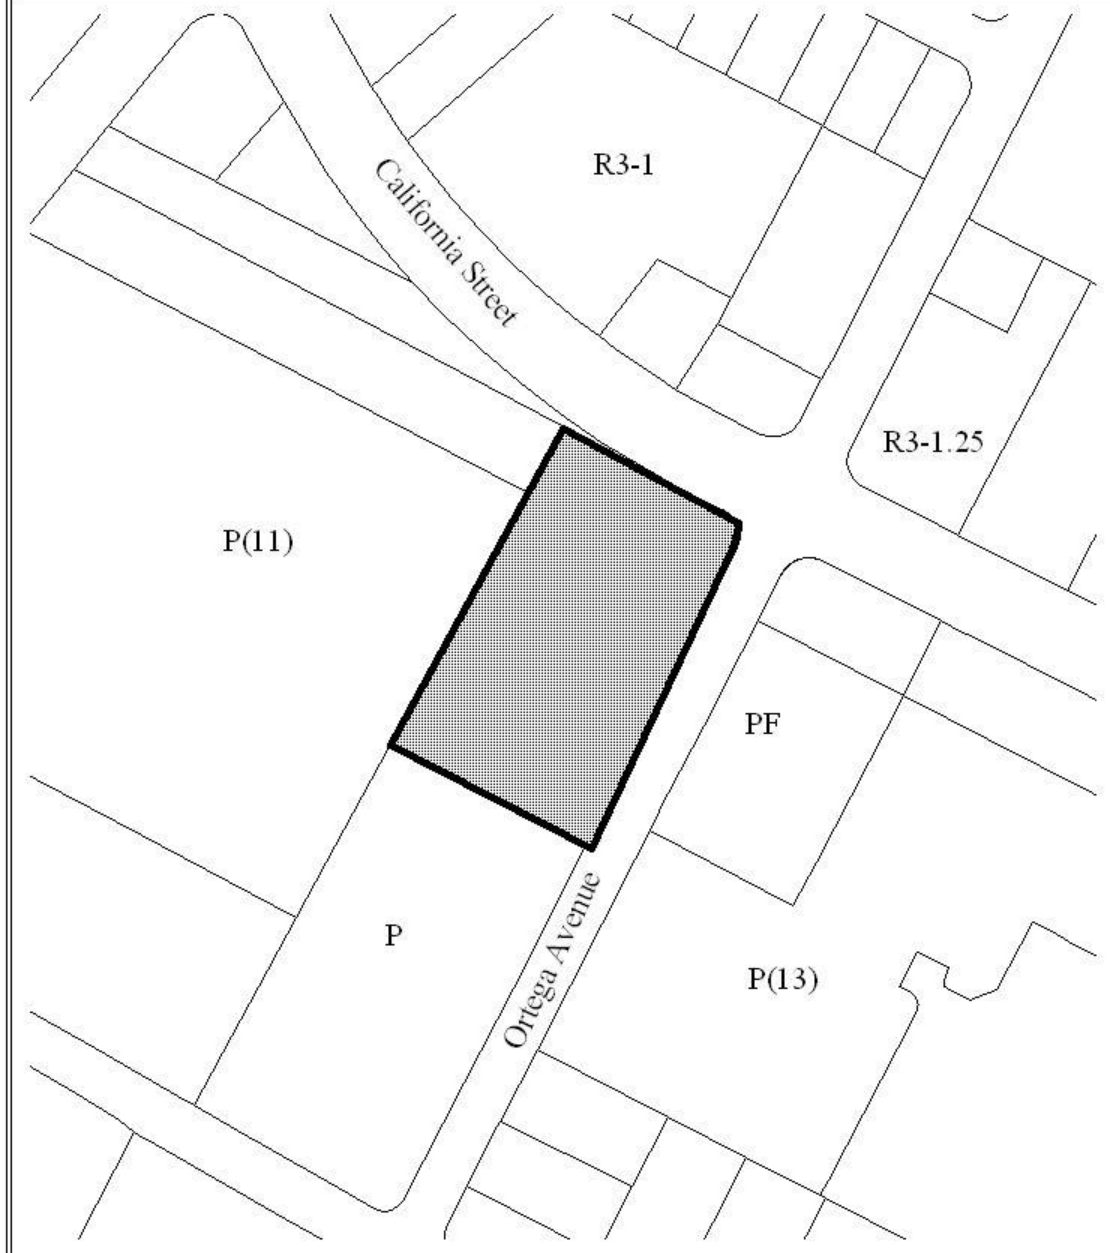 R3-1
California Street
R3-1.25
P(11)
PF
P
Ortega Avenue
P(13)